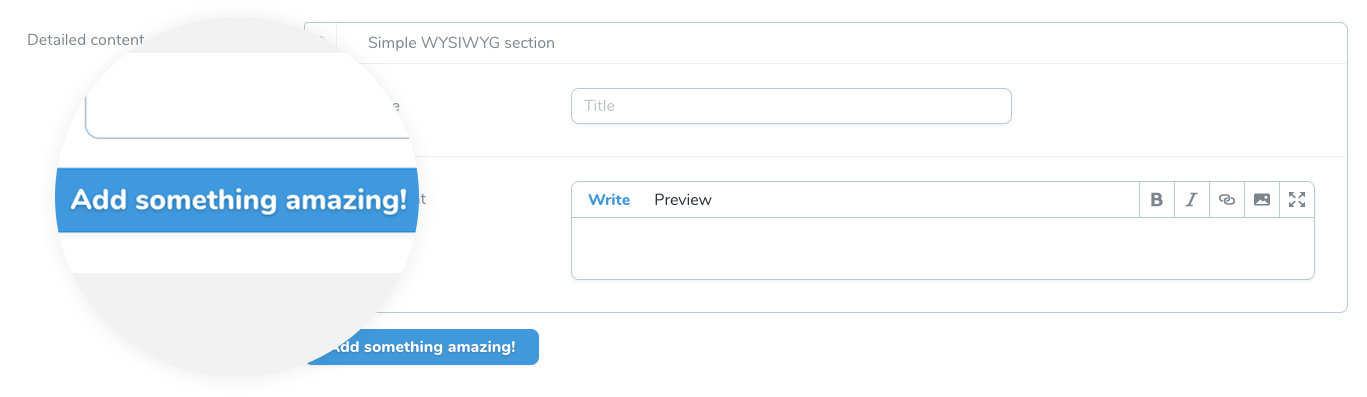 Detailed content
Simple WYSIWYG section
Title
Add something amazing!
Write Preview
Add something amazing!